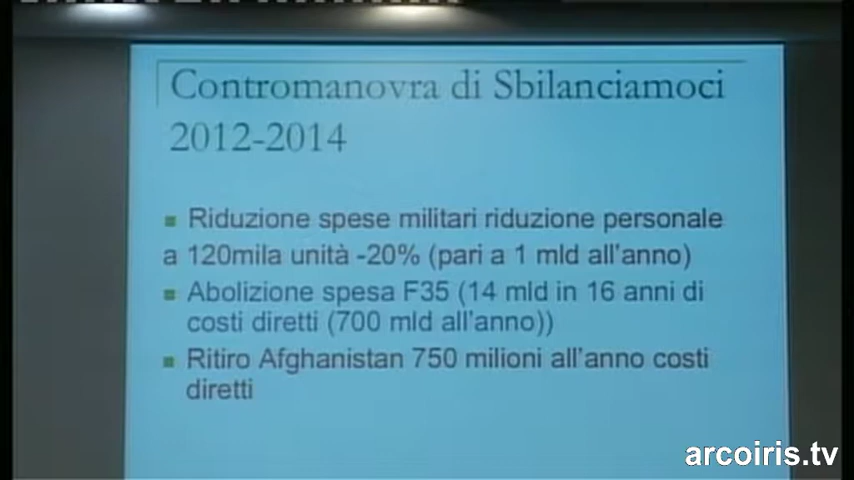 Contromanovra di Sbilanciamoci
2012-2014
Riduzione spese militari riduzione personale
a 120mila unità -20% (pari a 1 mld all'anno)
Abolizione spesa F35 (14 mld in 16 anni di
costi diretti (700 mld all'anno))
Ritiro Afghanistan 750 milioni all'anno costi
diretti
arcoiris.tv